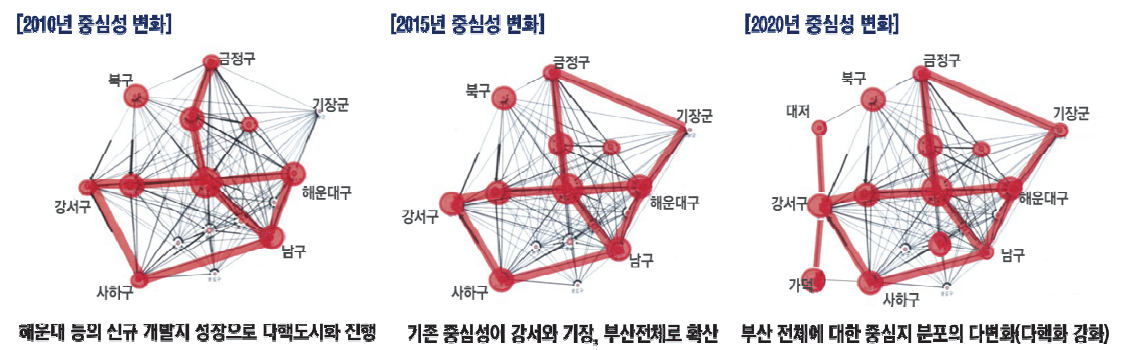 [2010년 중심성 변화]
금정구
북구
기장군
강서구
해운대구
남구
사하구
해운대 등의 신규 개발지 성장으로 다핵도시화 진행
[2015년 중심성 변화]
금정구
북구
기장군
강서구
해운대구
남구
사하구
기존 중심성이 강서와 기장, 부산전체로 확산
[2020년 중심성 변화]
금정구
북구
대저
기장군
강서구
해운대구
남구
가덕
사하구
부산 전체에 대한 중심지 분포의 다변화(다핵화 강화)